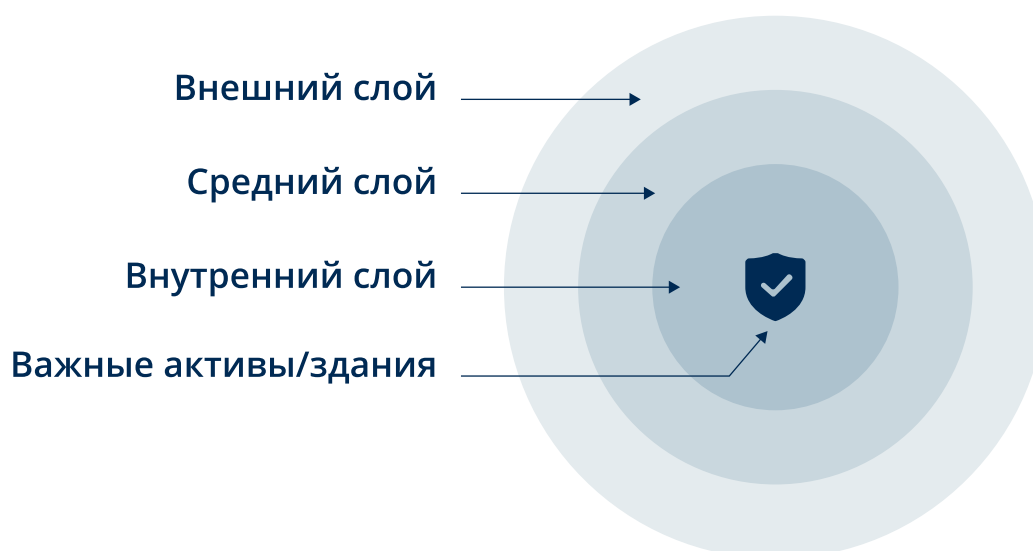 Внешний слой
Средний слой
Внутренний слой
Важные активы/здания